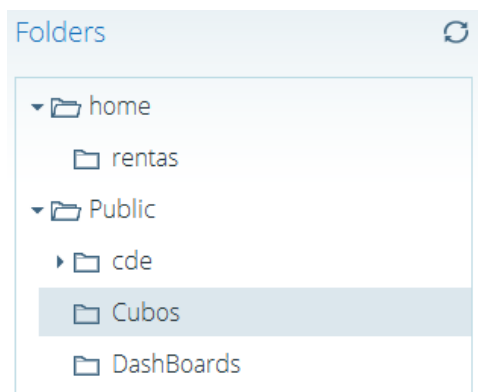 Folders
home
rentas
Public
cde
Cubos
DashBoards